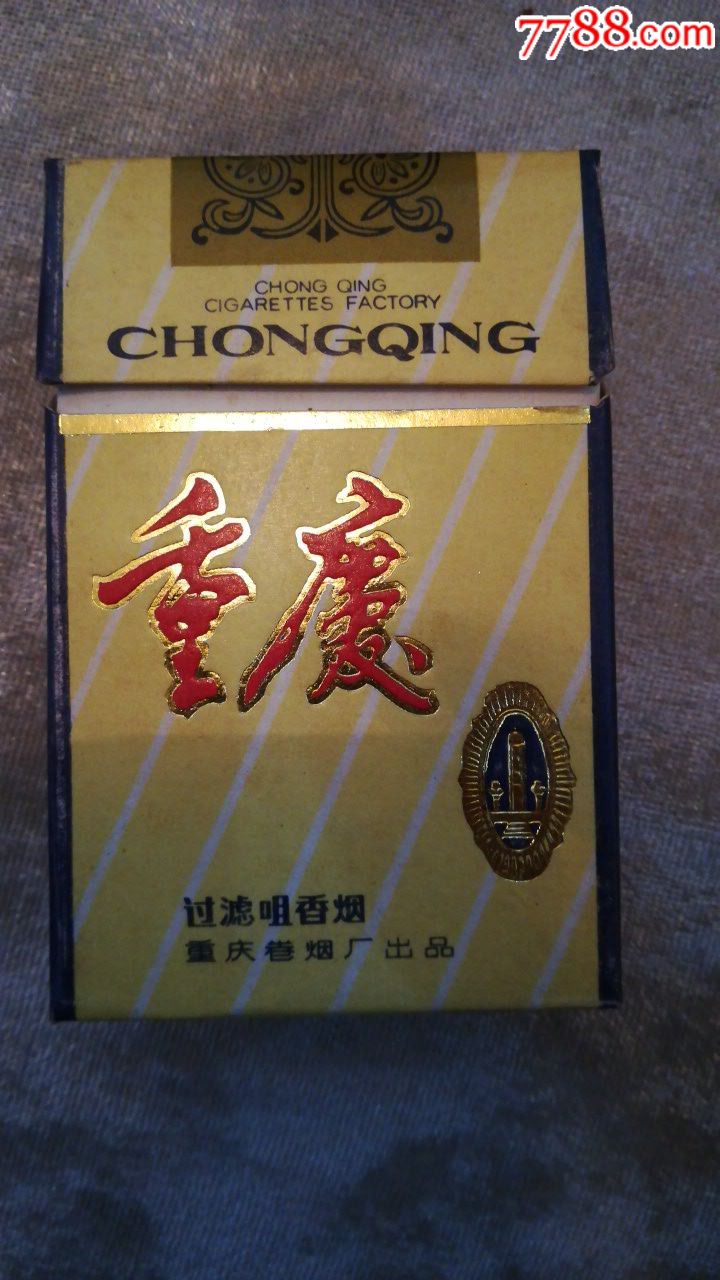 7788.com
CHONG QING
CIGARETTES FACTORY
CHONGQING
重慶
过滤咀香烟
重庆卷烟厂出品